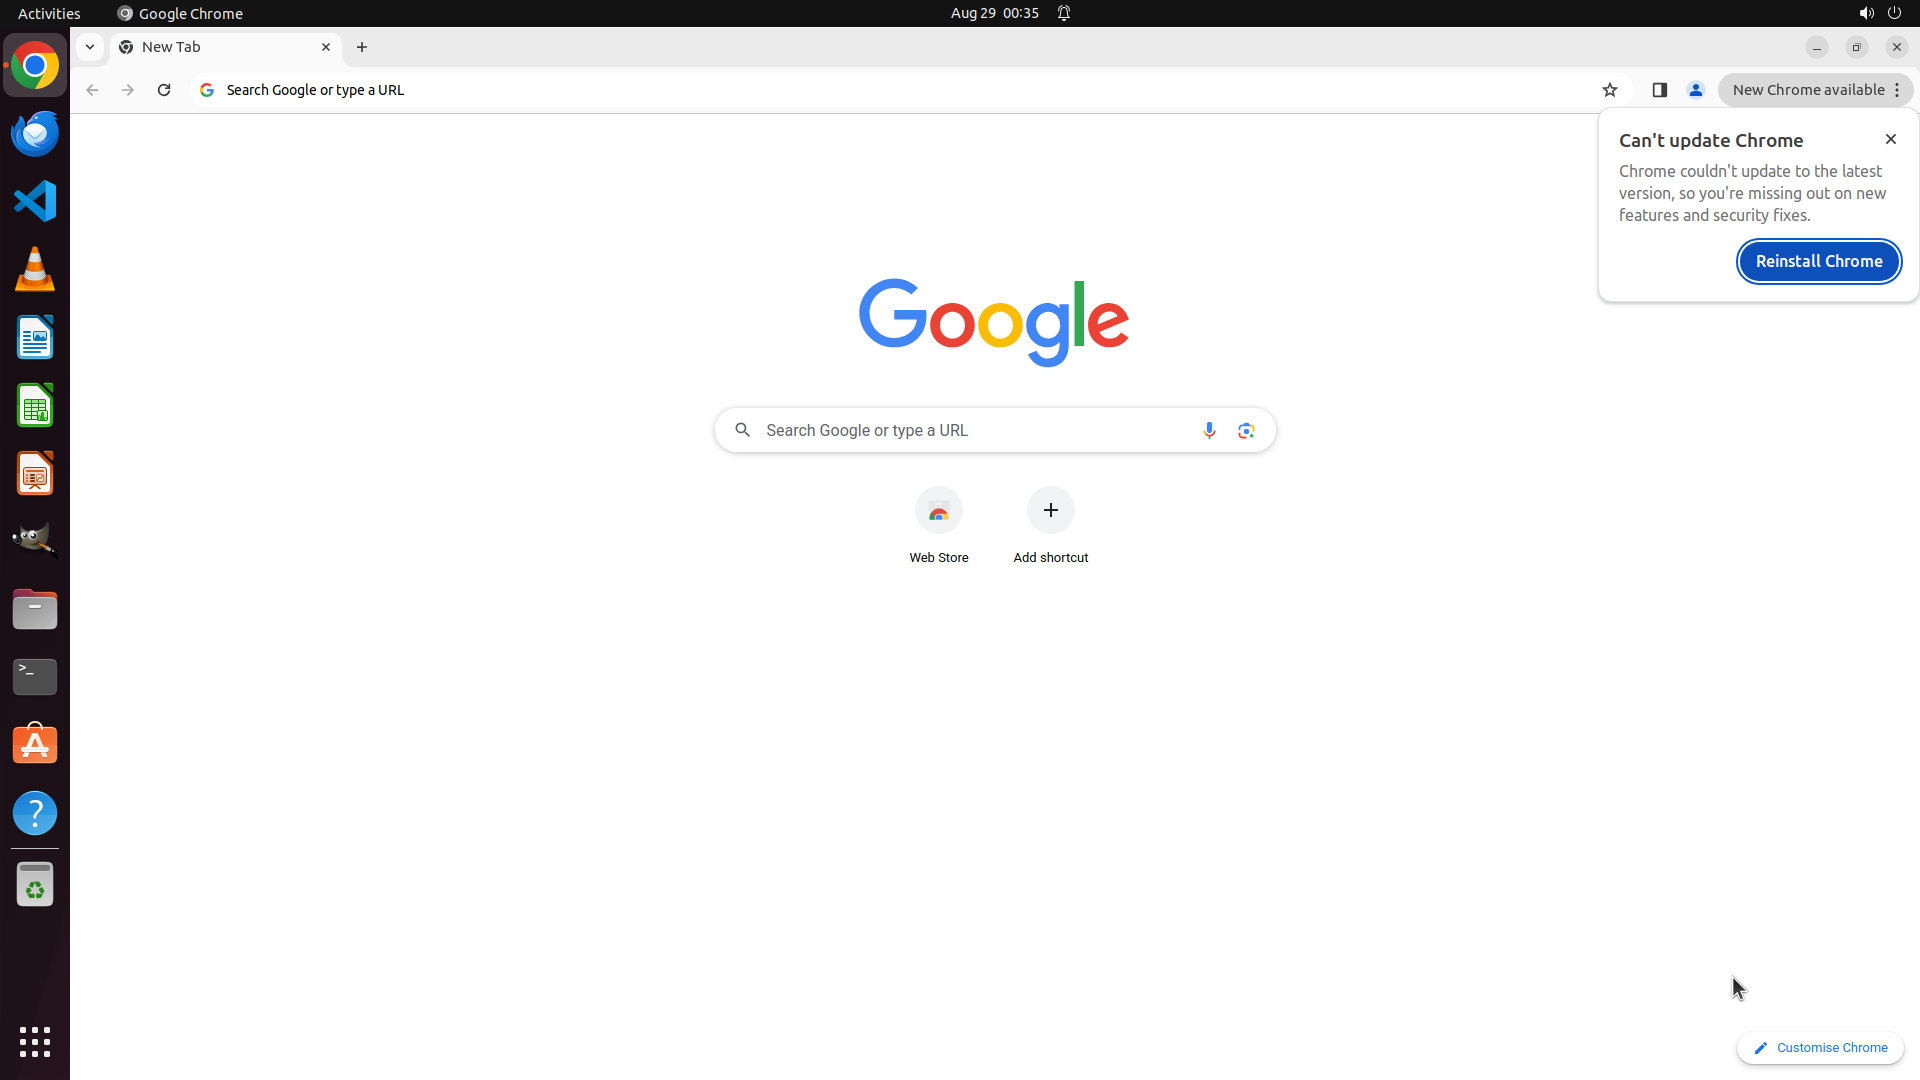 Activities
Google Chrome
Aug 29 00:35
New Tab
Search Google or type a URL
New Chrome available
Can't update Chrome
Chrome couldn't update to the latest
version, so you're missing out on new
features and security fixes.
Reinstall Chrome
Google
Search Google or type a URL
Web Store
Add shortcut
Customise Chrome